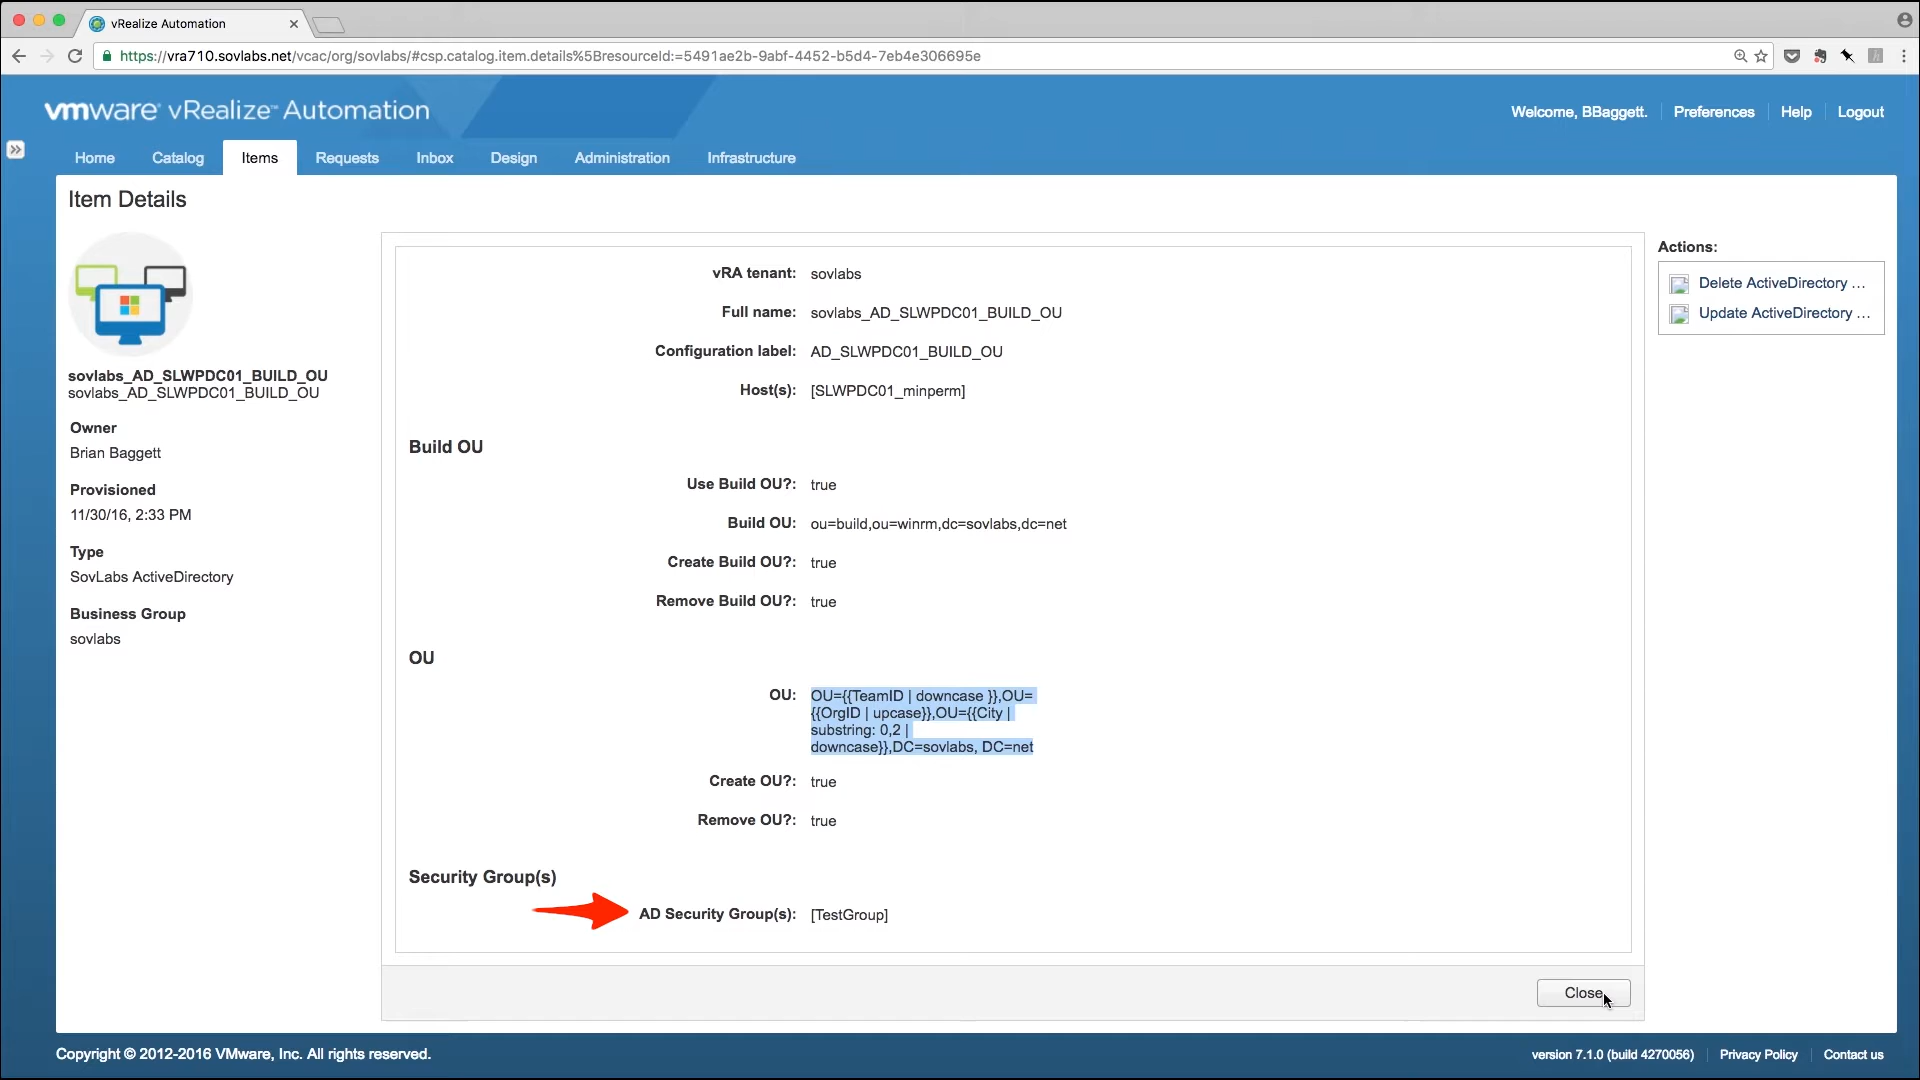 vRealize Automation
https://vra710.sovlabs.net/vcac/org/sovlabs/#csp.catalog.item.details%5BresourceId:=5491ae2b-9abf-4452-b5d4-7eb4e306695e
vmware vRealize™ Automation
Welcome, BBaggett. Preferences Help Logout
Home Catalog Items Requests Inbox Design Administration Infrastructure
Item Details
sovlabs_AD_SLWPDC01_BUILD_OU
sovlabs_AD_SLWPDC01_BUILD_OU
Owner
Brian Baggett
Provisioned
11/30/16, 2:33 PM
Type
SovLabs ActiveDirectory
Business Group
sovlabs
vRA tenant: sovlabs
Full name: sovlabs_AD_SLWPDC01_BUILD_OU
Configuration label: AD_SLWPDC01_BUILD_OU
Host(s): [SLWPDC01_minperm]
Build OU
Use Build OU?: true
Build OU: ou=build,ou=winrm,dc=sovlabs,dc=net
Create Build OU?: true
Remove Build OU?: true
OU
OU: OU={{TeamID | downcase }},OU=
{{OrgID | upcase}},OU={{City |
substring: 0,2 |
downcase}},DC=sovlabs, DC=net
Create OU?: true
Remove OU?: true
Security Group(s)
AD Security Group(s): [TestGroup]
Close
Actions:
Delete ActiveDirectory ...
Update ActiveDirectory ...
Copyright © 2012-2016 VMware, Inc. All rights reserved.
version 7.1.0 (build 4270056) Privacy Policy Contact us